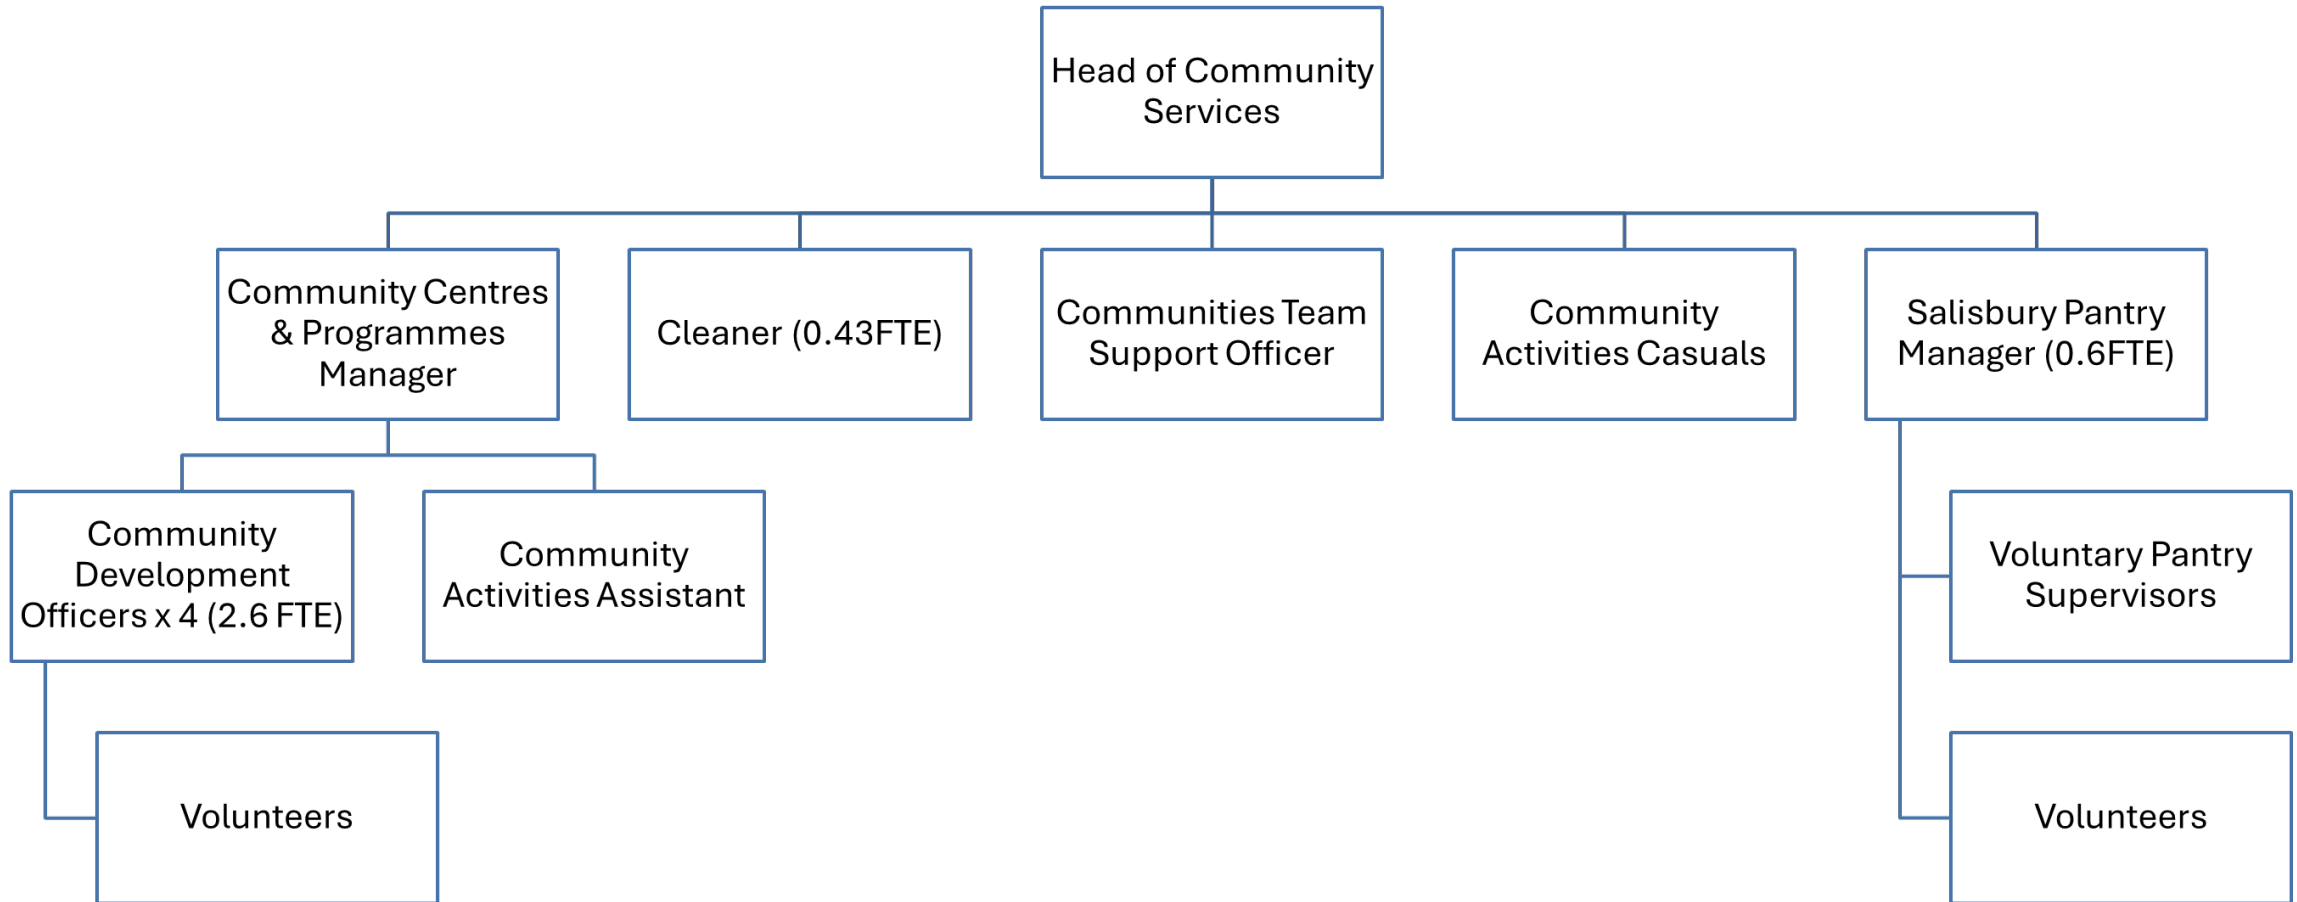 Head of Community
Services
Community Centres
& Programmes
Manager
Cleaner (0.43FTE)
Communities Team
Support Officer
Community
Activities Casuals
Salisbury Pantry
Manager (0.6FTE)
Community
Development
Officers x 4 (2.6 FTE)
Community
Activities Assistant
Voluntary Pantry
Supervisors
Volunteers
Volunteers